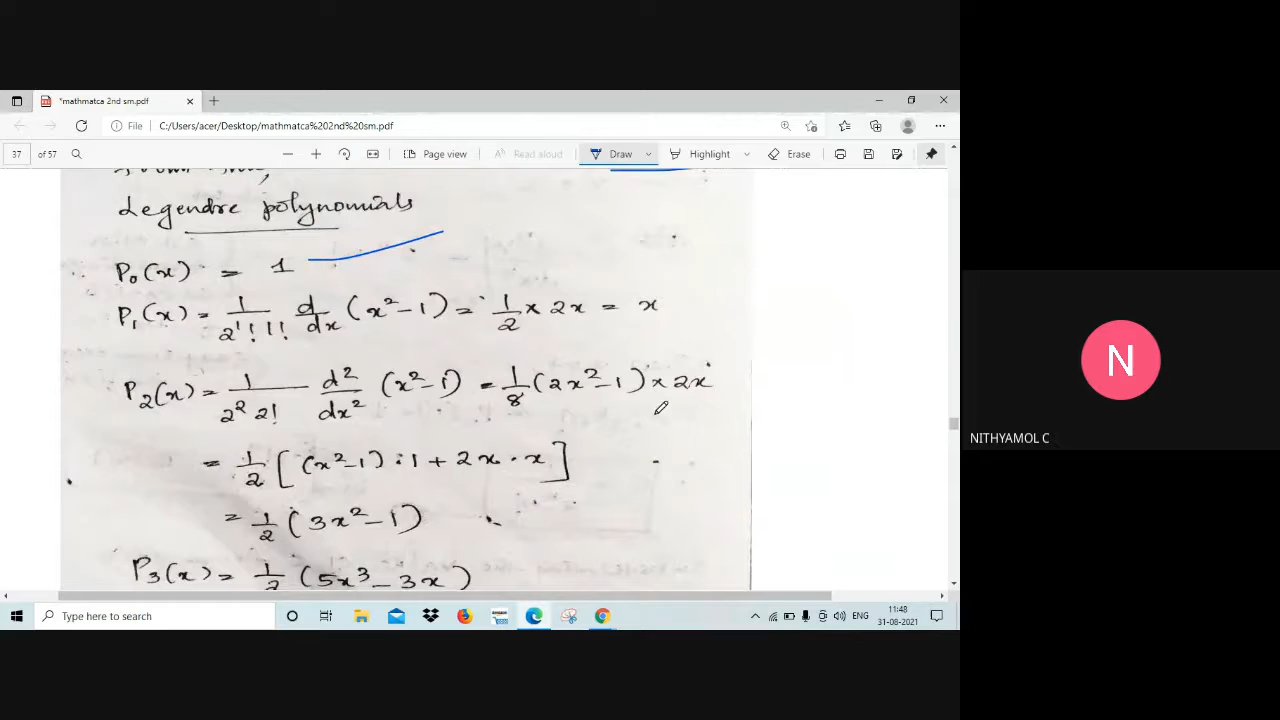 *mathmatca 2nd sm.pdf
File | C:/Users/acer/Desktop/mathmatca%202nd%20sm.pdf
37 of 57 Page view Read aloud Draw Highlight Erase
Legendre polynomials
P₀(x) = 1
P₁(x) = 1/2¹!1! d/dx (x²-1) = 1/2 × 2x = x
P₂(x) = 1/2² 2! d²/dx² (x²-1) = 1/8 (2x²-1) × 2x
= 1/2 [(x²-1):1 + 2x · x]
= 1/2 (3x²-1)
P₃(x) = 1/2 (5x³-3x)
N
NITHYAMOL C
Type here to search
ENG
11:48
31-08-2021